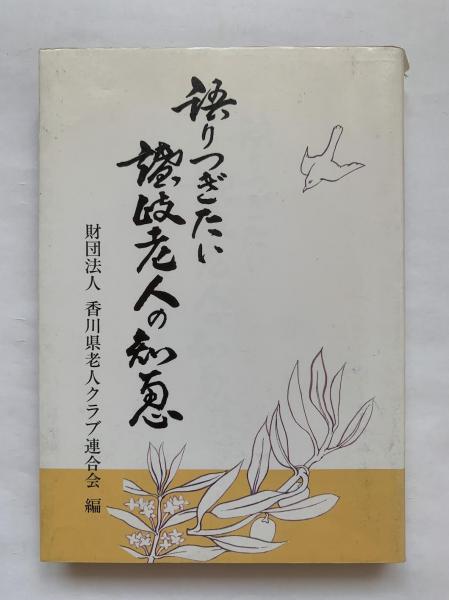 語りつぎたい
讃岐老人の知恵
財団法人 香川県老人クラブ連合会 編